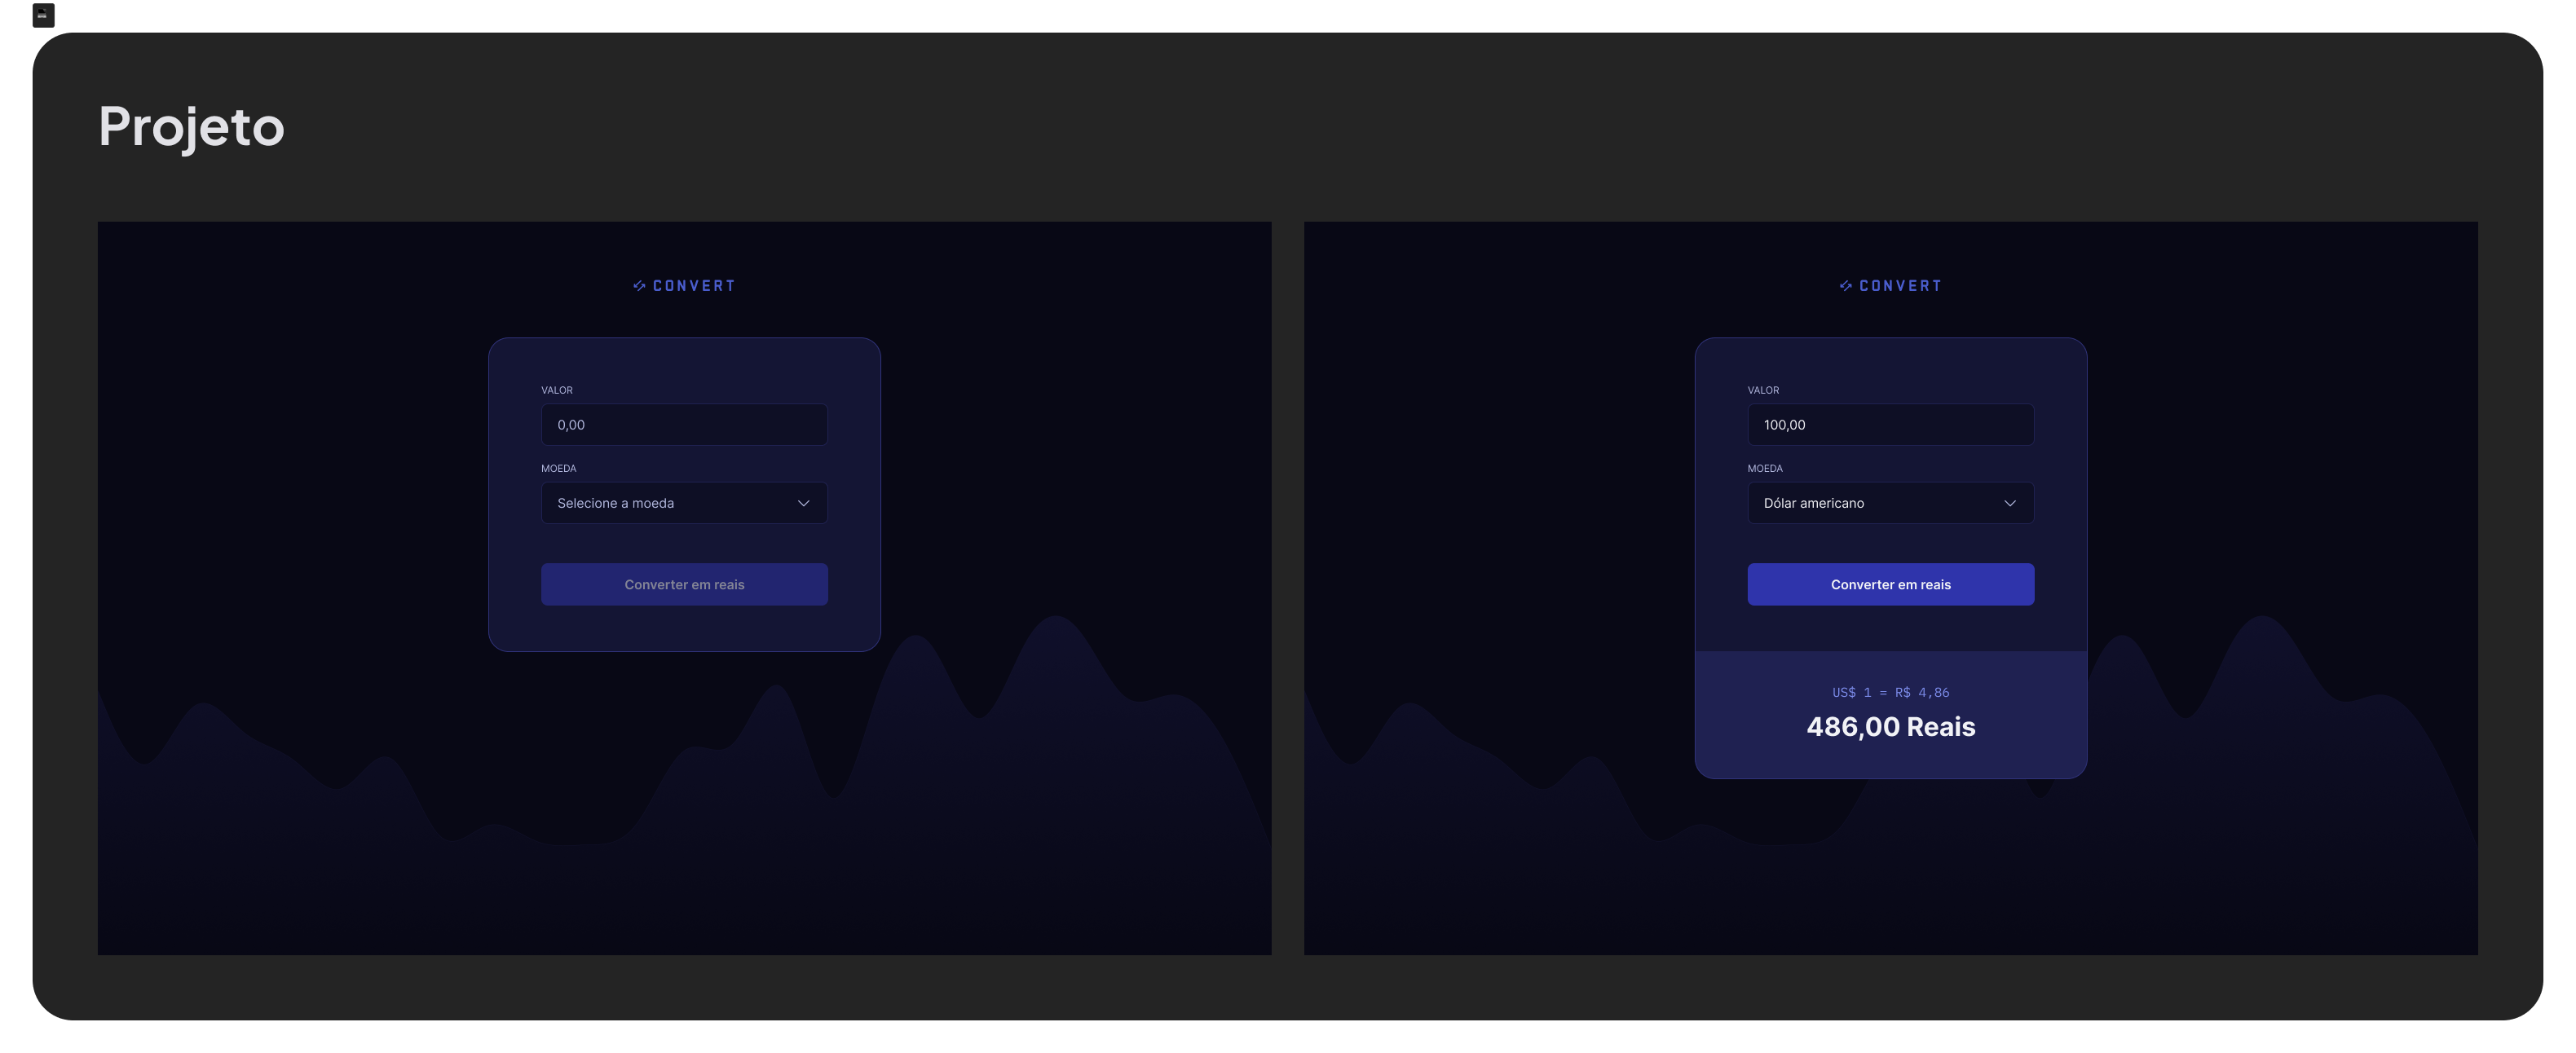 Projeto
CONVERT
VALOR
0,00
MOEDA
Selecione a moeda
Converter em reais
CONVERT
VALOR
100,00
MOEDA
Dólar americano
Converter em reais
US$ 1 = R$ 4,86
486,00 Reais